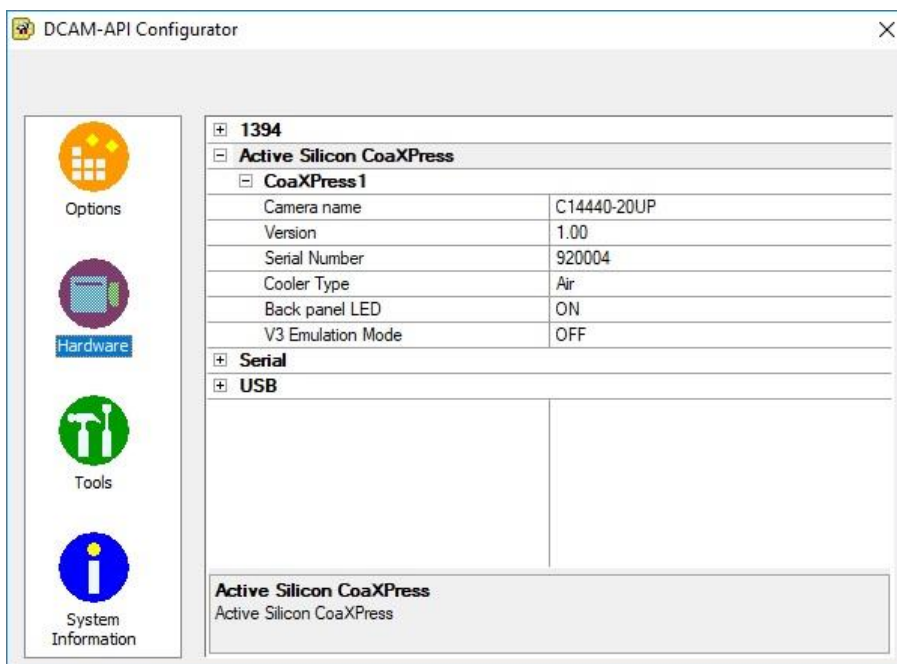 DCAM-API Configurator
Options
Hardware
Tools
System
Information
1394
Active Silicon CoaXPress
CoaXPress1
Camera name C14440-20UP
Version 1.00
Serial Number 920004
Cooler Type Air
Back panel LED ON
V3 Emulation Mode OFF
Serial
USB
Active Silicon CoaXPress
Active Silicon CoaXPress